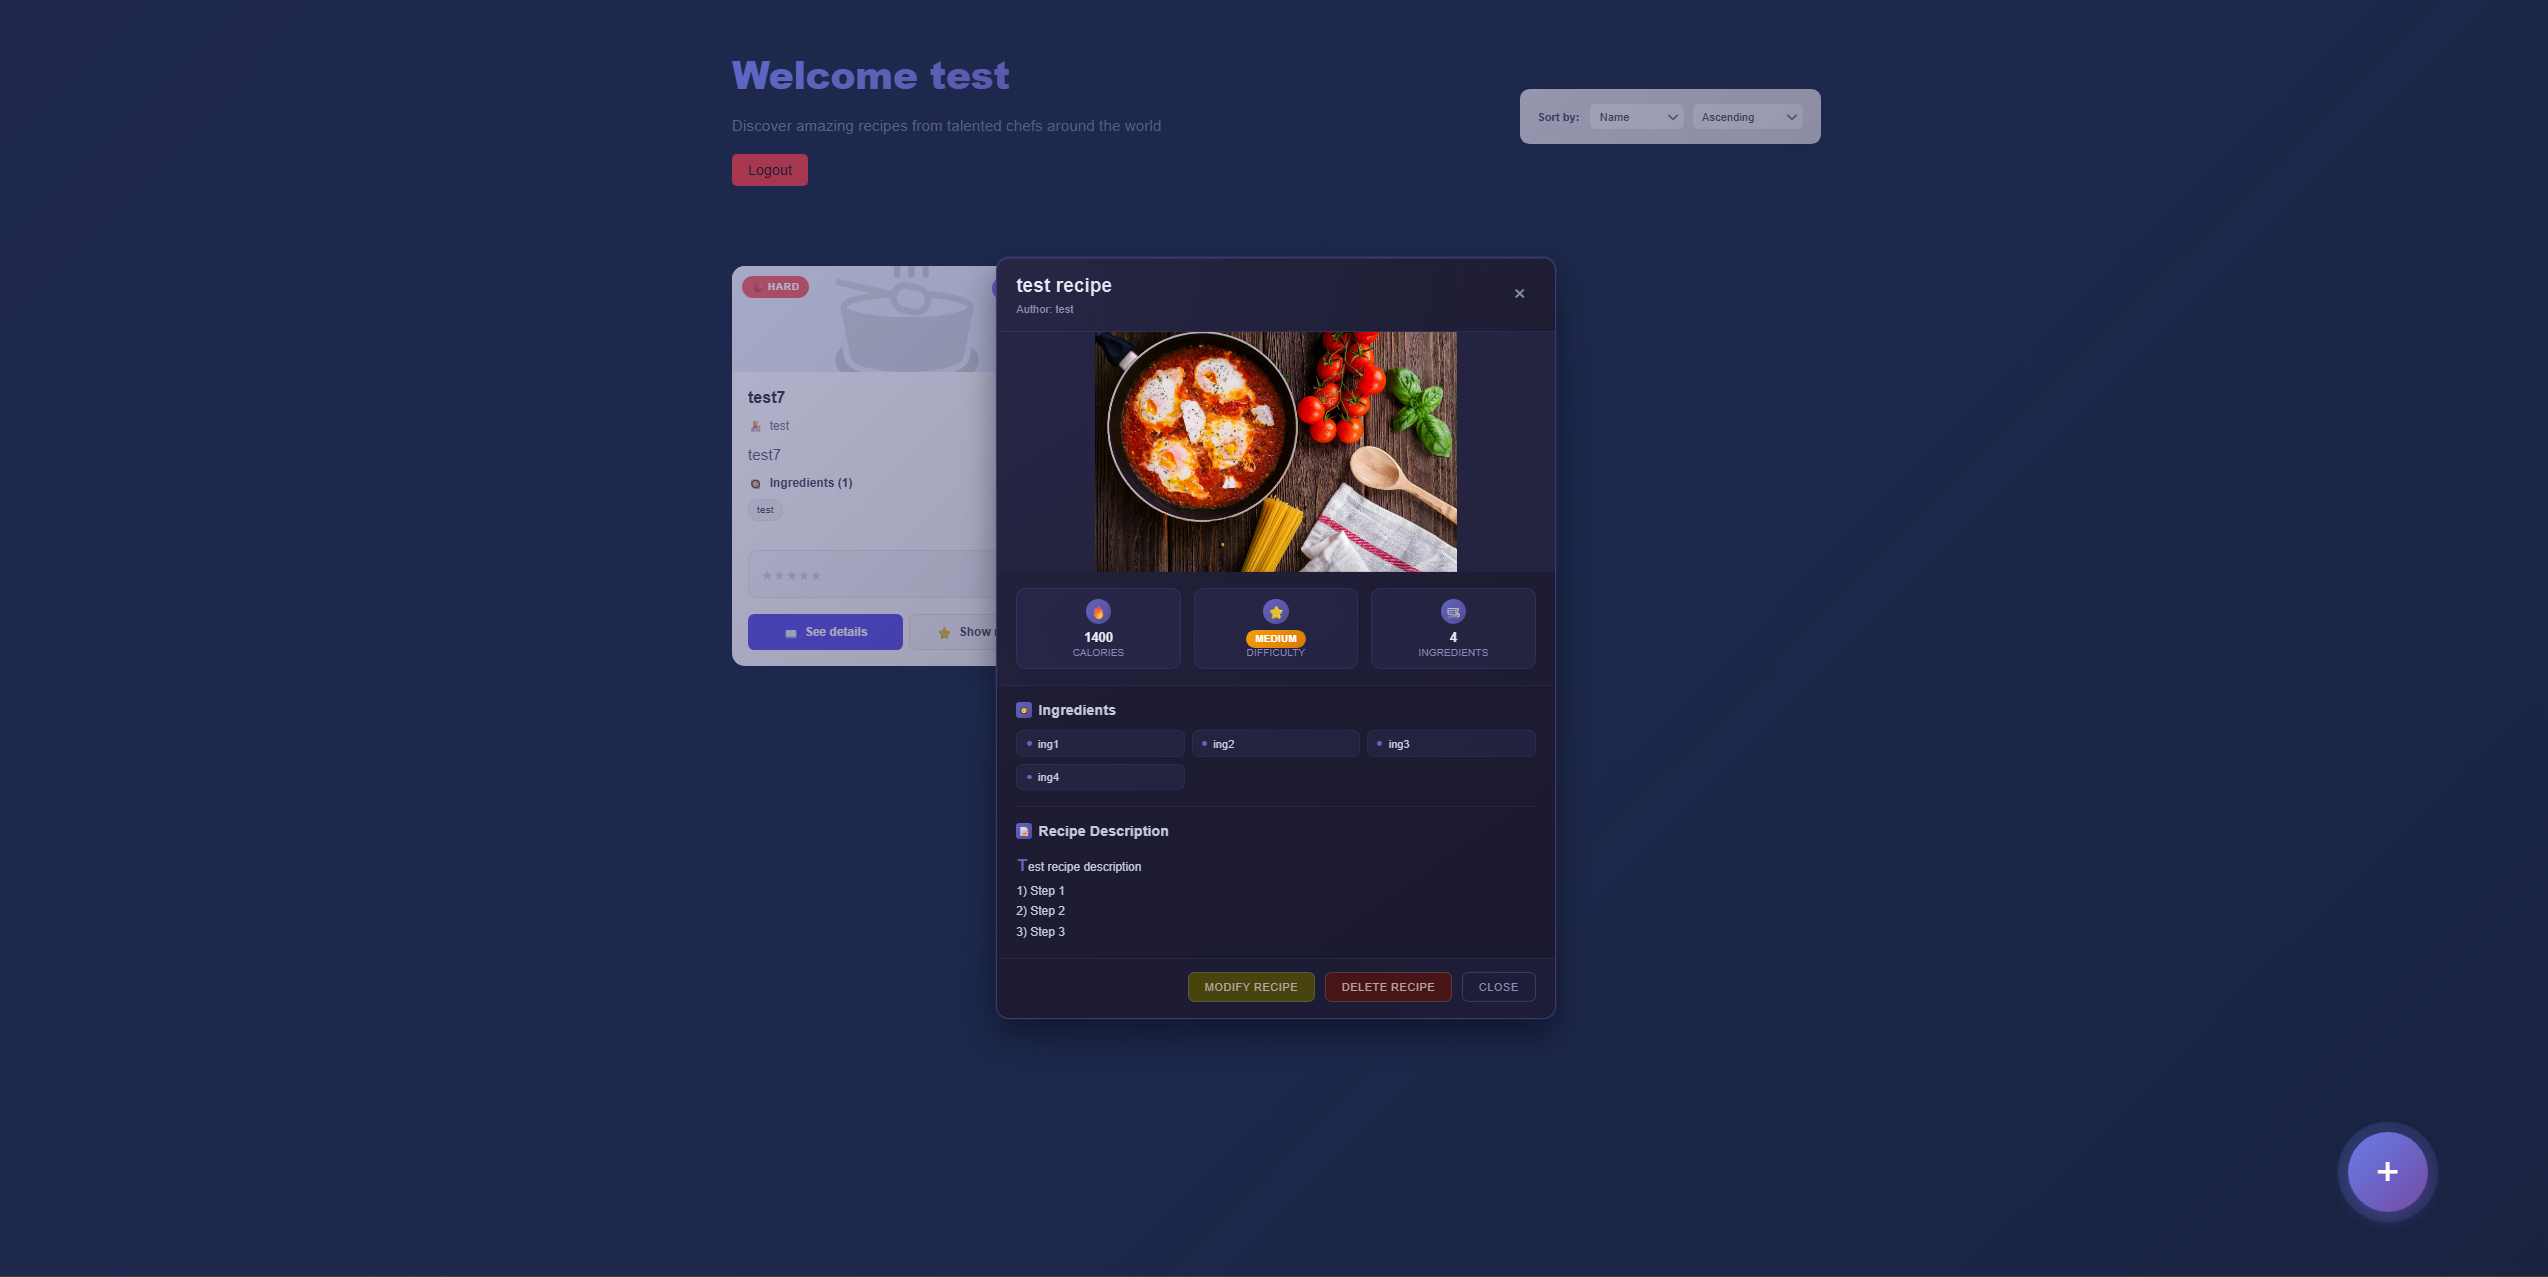 Welcome test
Discover amazing recipes from talented chefs around the world
Logout
Sort by: Name Ascending
HARD
test7
test
test7
Ingredients (1)
test
See details
Show
test recipe
Author: test
×
1400
CALORIES
MEDIUM
DIFFICULTY
4
INGREDIENTS
Ingredients
ing1
ing2
ing3
ing4
Recipe Description
Test recipe description
1) Step 1
2) Step 2
3) Step 3
MODIFY RECIPE
DELETE RECIPE
CLOSE
+